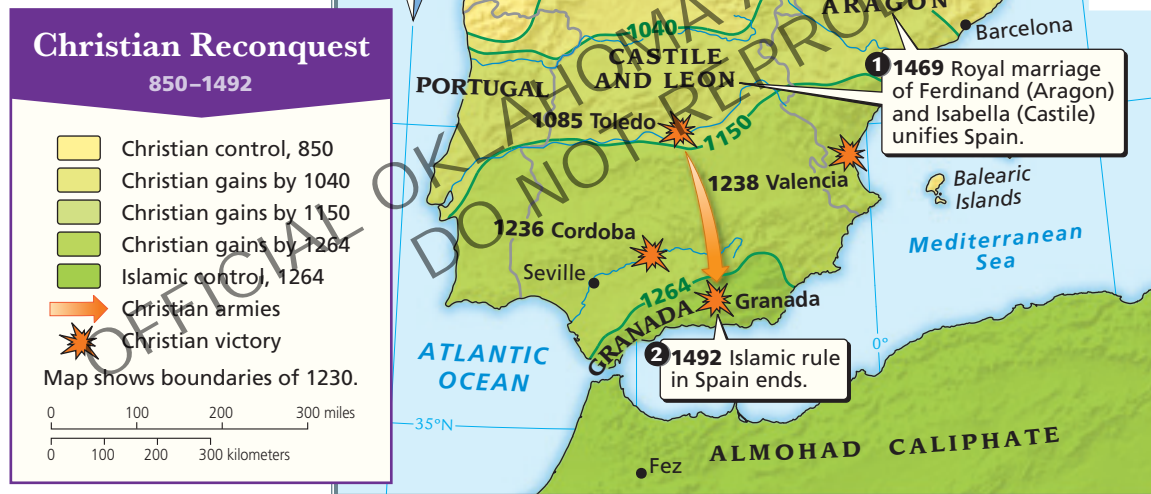 Christian Reconquest
850–1492
Christian control, 850
Christian gains by 1040
Christian gains by 1150
Christian gains by 1264
Islamic control, 1264
Christian armies
Christian victory
Map shows boundaries of 1230.
0 100 200 300 miles
0 100 200 300 kilometers
ARAGON
Barcelona
1040
CASTILE
AND LEON
PORTUGAL
1 1469 Royal marriage
of Ferdinand (Aragon)
and Isabella (Castile)
unifies Spain.
1085 Toledo
1150
1238 Valencia
Balearic
Islands
1236 Cordoba
Mediterranean
Sea
Seville
1264
Granada
GRANADA
2 1492 Islamic rule
in Spain ends.
0°
ATLANTIC
OCEAN
35°N
ALMOHAD CALIPHATE
Fez
OFFICIAL OKLAHOMA
DO NOT REPRO